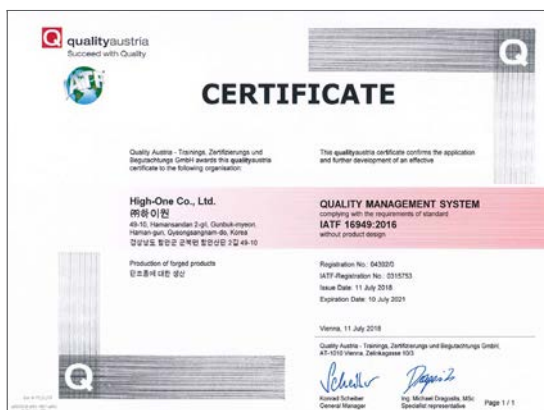 qualityaustria
Succeed with Quality
Q
IATF
CERTIFICATE
Quality Austria - Trainings, Zertifizierungs und
Begutachtungs GmbH awards this qualityaustria
certificate to the following organisation:
This qualityaustria certificate confirms the application
and further development of an effective
High-One Co., Ltd.
㈜하이원
49-10, Hamansandan 2-gil, Gunbuk-myeon,
Haman-gun, Gyeongsangnam-do, Korea
경상남도 함안군 군북면 함안산단 2길 49-10
QUALITY MANAGEMENT SYSTEM
complying with the requirements of standard
IATF 16949:2016
without product design
Production of forged products
단조품에 대한 생산
Registration No.: 04392/0
IATF-Registration No.: 0315753
Issue Date: 11 July 2018
Expiration Date: 10 July 2021
Vienna, 11 July 2018
Quality Austria - Trainings, Zertifizierungs und Begutachtungs GmbH,
AT-1010 Vienna, Zelinkagasse 10/3
Q
Konrad Scheiber
General Manager
Ing. Michael Dragosits, MSc
Specialist representative
Page 1 / 1